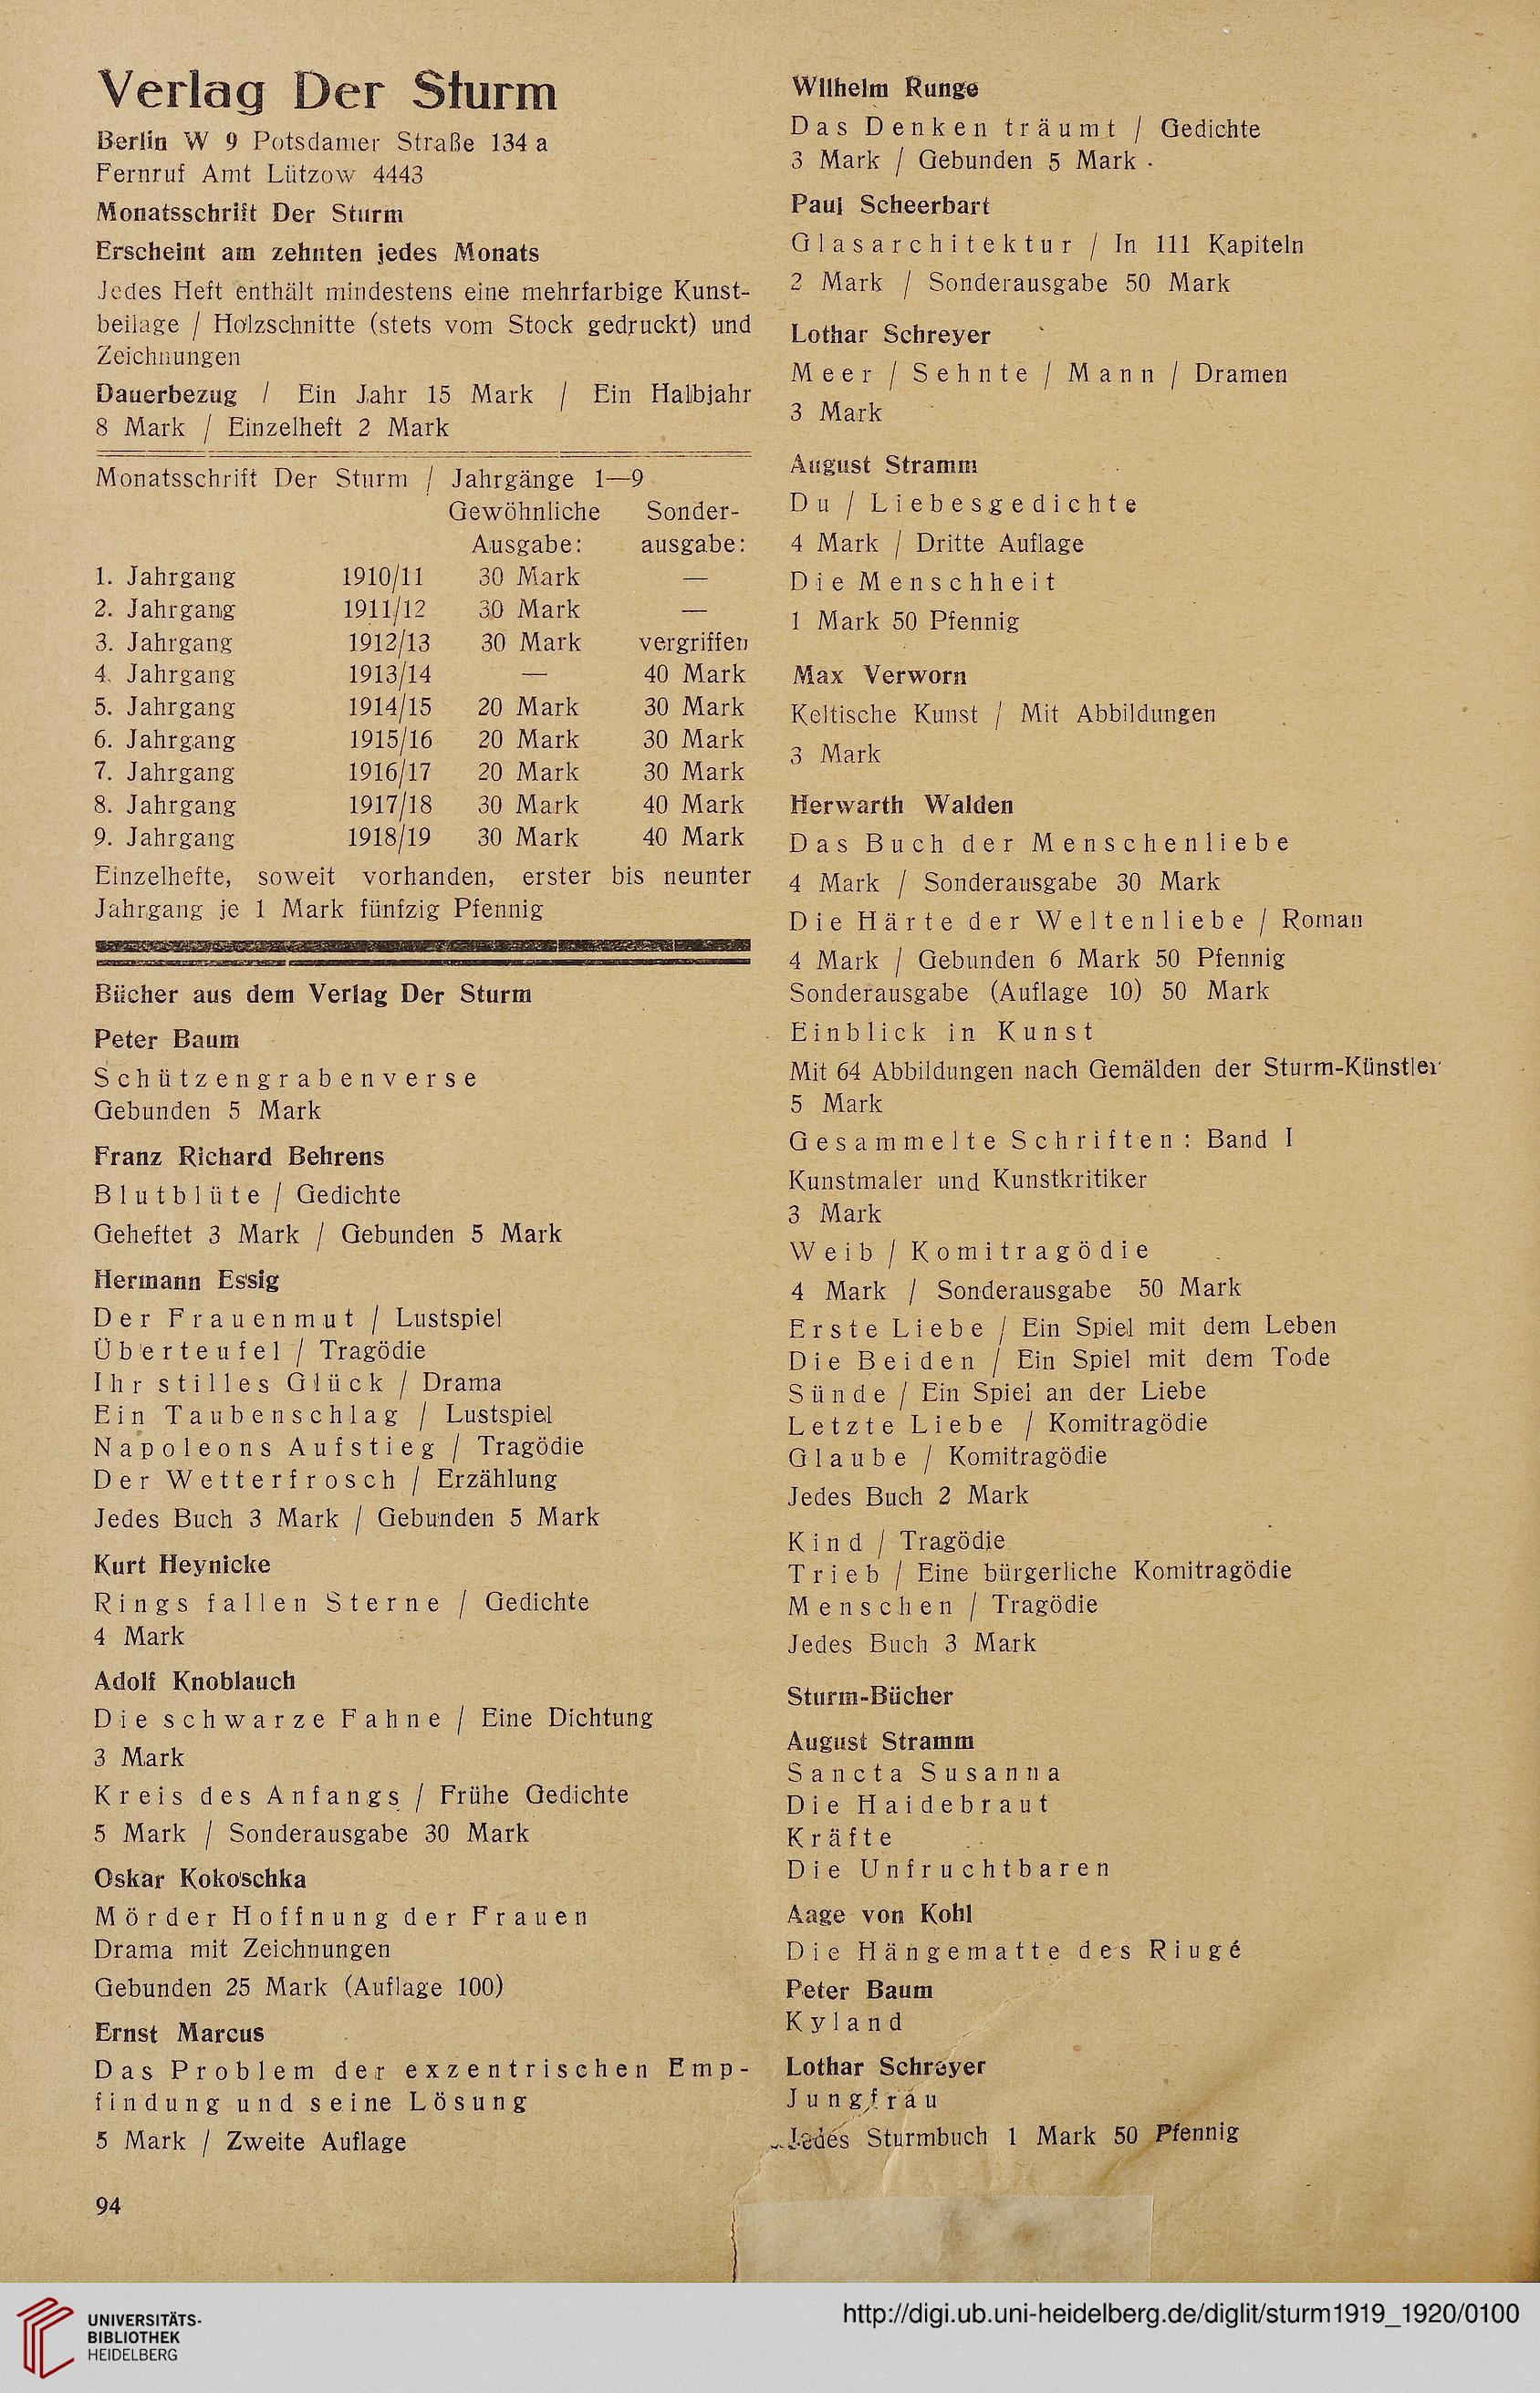 Verlag Der Sturm
Berlin W 9 Potsdamer Straße 134 a
Fernruf Amt Lützow 4443
Monatsschrift Der Sturm
Erscheint am zehnten jedes Monats
Jedes Heft enthält mindestens eine mehrfarbige Kunst-
beilage / Holzschnitte (stets vom Stock gedruckt) und
Zeichnungen
Dauerbezug / Ein Jahr 15 Mark / Ein Halbjahr
8 Mark / Einzelheft 2 Mark
Monatsschrift Der Sturm / Jahrgänge 1—9
Gewöhnliche Sonder-
Ausgabe: ausgabe:
1. Jahrgang 1910/11 30 Mark —
2. Jahrgang 1911/12 30 Mark —
3. Jahrgang 1912/13 30 Mark vergriffen
4. Jahrgang 1913/14 — 40 Mark
5. Jahrgang 1914/15 20 Mark 30 Mark
6. Jahrgang 1915/16 20 Mark 30 Mark
7. Jahrgang 1916/17 20 Mark 30 Mark
8. Jahrgang 1917/18 30 Mark 40 Mark
9. Jahrgang 1918/19 30 Mark 40 Mark
Einzelhefte, soweit vorhanden, erster bis neunter
Jahrgang je 1 Mark fünfzig Pfennig
Bücher aus dem Verlag Der Sturm
Peter Baum
Schützengrabenverse
Gebunden 5 Mark
Franz Richard Behrens
Blutblüte / Gedichte
Geheftet 3 Mark / Gebunden 5 Mark
Hermann Essig
Der Frauenmut / Lustspiel
Überteufel / Tragödie
Ihr stilles Glück / Drama
Ein Taubenschlag / Lustspiel
Napoleons Aufstieg / Tragödie
Der Wetterfrosch / Erzählung
Jedes Buch 3 Mark / Gebunden 5 Mark
Kurt Heynicke
Rings fallen Sterne / Gedichte
4 Mark
Adolf Knoblauch
Die schwarze Fahne / Eine Dichtung
3 Mark
Kreis des Anfangs / Frühe Gedichte
5 Mark / Sonderausgabe 30 Mark
Oskar Kokoschka
Mörder Hoffnung der Frauen
Drama mit Zeichnungen
Gebunden 25 Mark (Auflage 100)
Ernst Marcus
Das Problem der exzentrischen Emp-
findung und seine Lösung
5 Mark / Zweite Auflage
94
Wilhelm Runge
Das Denken träumt / Gedichte
3 Mark / Gebunden 5 Mark
Paul Scheerbart
Glasarchitektur / In 111 Kapiteln
2 Mark / Sonderausgabe 50 Mark
Lothar Schreyer
Meer / Sehnte / Mann / Dramen
3 Mark
August Stramm
Du / Liebesgedichte
4 Mark / Dritte Auflage
Die Menschheit
1 Mark 50 Pfennig
Max Verworn
Keltische Kunst / Mit Abbildungen
3 Mark
Herwarth Walden
Das Buch der Menschenliebe
4 Mark / Sonderausgabe 30 Mark
Die Härte der Weltenliebe / Roman
4 Mark / Gebunden 6 Mark 50 Pfennig
Sonderausgabe (Auflage 10) 50 Mark
Einblick in Kunst
Mit 64 Abbildungen nach Gemälden der Sturm-Künstler
5 Mark
Gesammelte Schriften: Band I
Kunstmaler und Kunstkritiker
3 Mark
Weib / Komitragödie
4 Mark / Sonderausgabe 50 Mark
Erste Liebe / Ein Spiel mit dem Leben
Die Beiden / Ein Spiel mit dem Tode
Sünde / Ein Spiel an der Liebe
Letzte Liebe / Komitragödie
Glaube / Komitragödie
Jedes Buch 2 Mark
Kind / Tragödie
Trieb / Eine bürgerliche Komitragödie
Menschen / Tragödie
Jedes Buch 3 Mark
Sturm-Bücher
August Stramm
Sancta Susanna
Die Haidebraut
Kräfte
Die Unfruchtbaren
Aage von Kohl
Die Hängematte des Riugé
Peter Baum
Kyland
Lothar Schreyer
Jungfrau
Jedes Sturmbuch 1 Mark 50 Pfennig
UNIVERSITÄTS-
BIBLIOTHEK
HEIDELBERG
http://digi.ub.uni-heidelberg.de/diglit/sturm1919_1920/0100